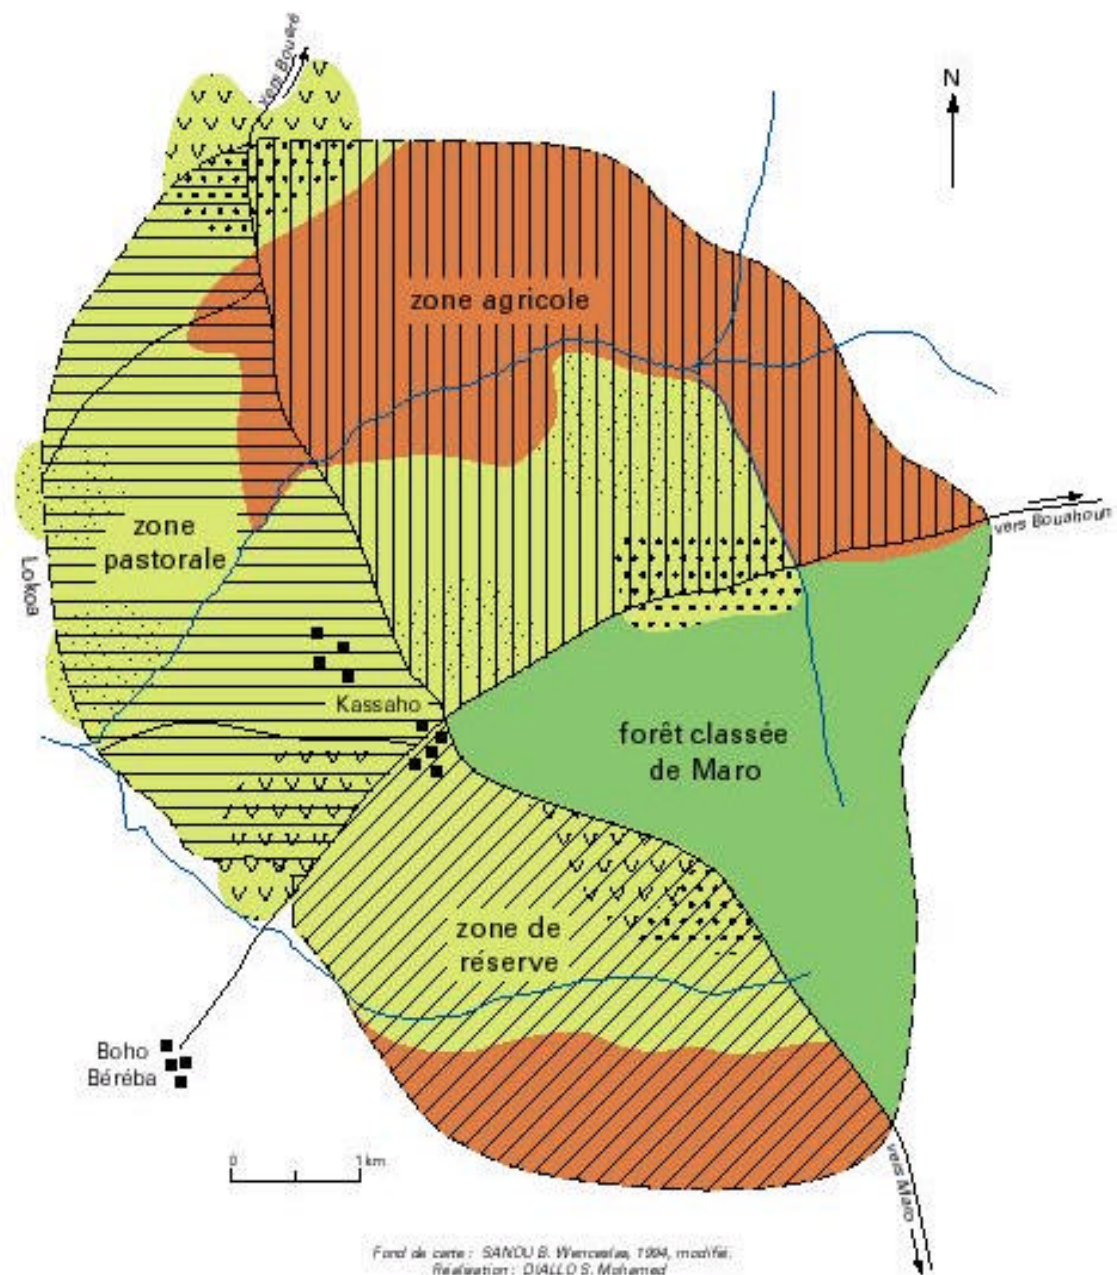 vers Bouéré
N
zone agricole
vers Bouahoun
zone
pastorale
Lokoa
Kassaho
forêt classée
de Maro
zone de
réserve
Boho
Béréba
0
1 km
vers Maro
Fond de carte : SANOU B. Wenceslas, 1994, modifié.
Réalisation : DIALLO S. Mohamed